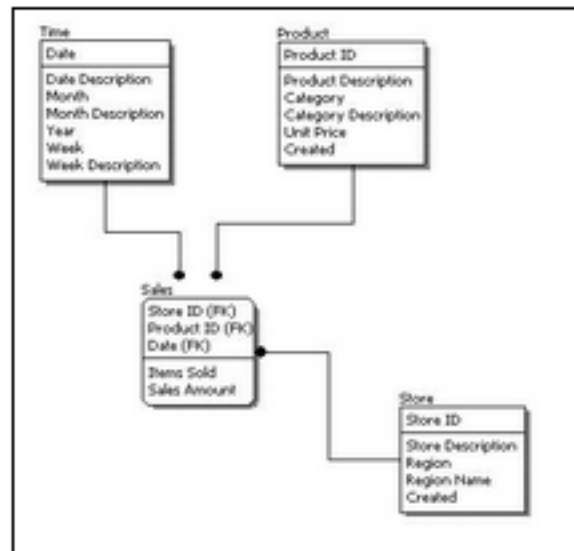 Time
Date
Date Description
Month
Month Description
Year
Week
Week Description
Product
Product ID
Product Description
Category
Category Description
Unit Price
Created
Sales
Store ID (FK)
Product ID (FK)
Date (FK)
Items Sold
Sales Amount
Store
Store ID
Store Description
Region
Region Name
Created